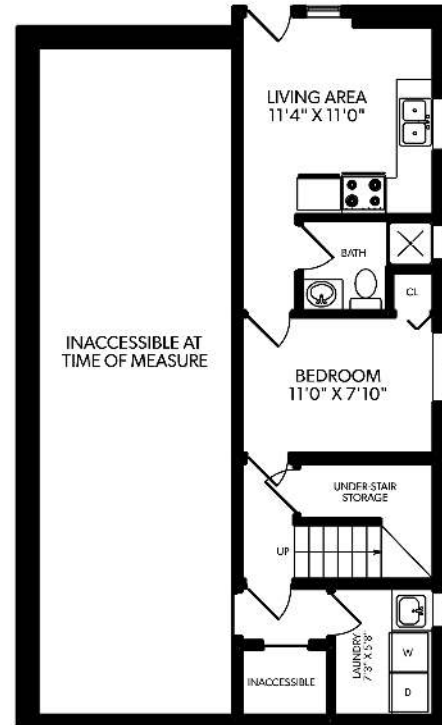 LIVING AREA
11'4" X 11'0"
BATH
CL
INACCESSIBLE AT
TIME OF MEASURE
BEDROOM
11'0" X 7'10"
UNDER-STAIR
STORAGE
UP
LAUNDRY
7'3" X 5'8"
W
D
INACCESSIBLE